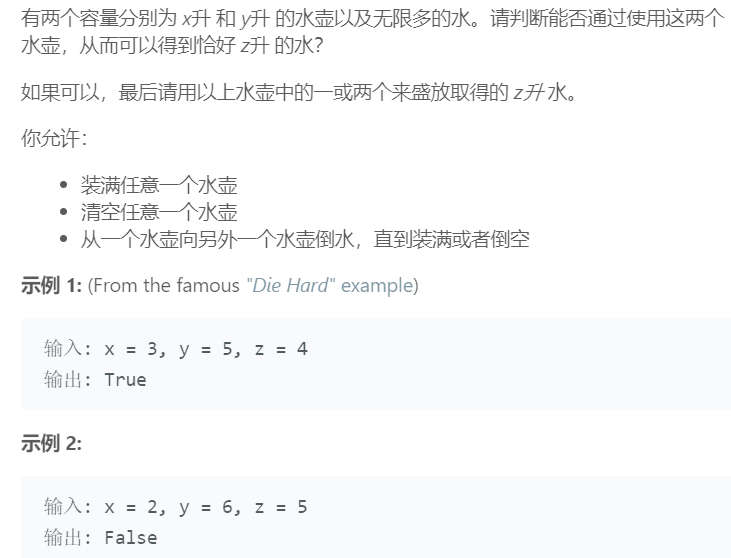 有两个容量分别为 x升 和 y升 的水壶以及无限多的水。请判断能否通过使用这两个
水壶，从而可以得到恰好 z升 的水？
如果可以，最后请用以上水壶中的一或两个来盛放取得的 z升 水。
你允许：
• 装满任意一个水壶
• 清空任意一个水壶
• 从一个水壶向另外一个水壶倒水，直到装满或者倒空
示例 1: (From the famous "Die Hard" example)
输入: x = 3, y = 5, z = 4
输出: True
示例 2:
输入: x = 2, y = 6, z = 5
输出: False